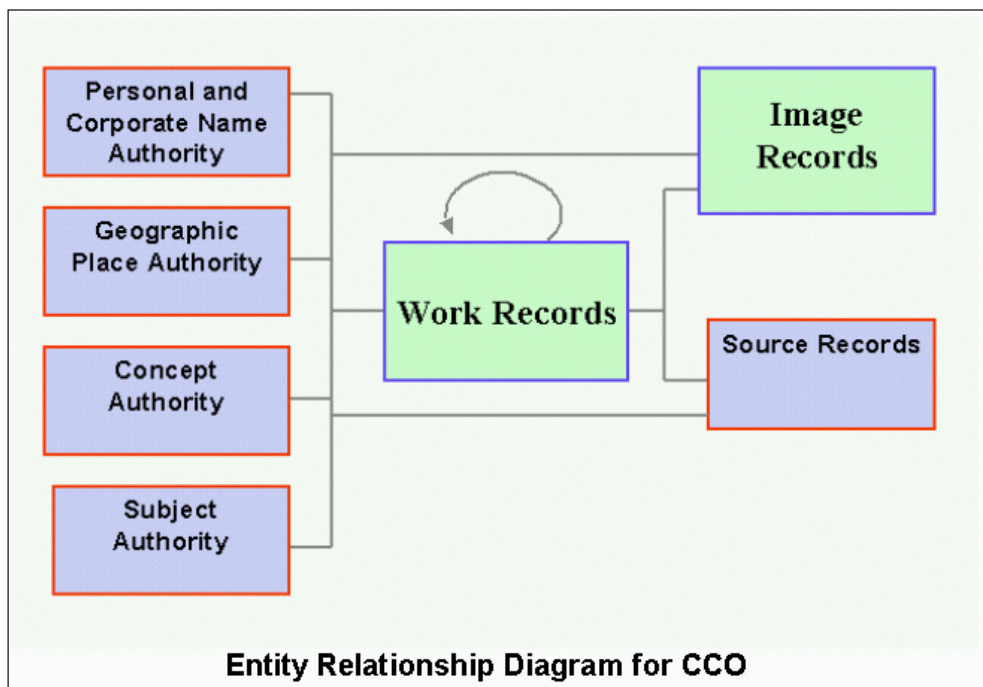 Personal and
Corporate Name
Authority
Geographic
Place Authority
Concept
Authority
Subject
Authority
Work Records
Image
Records
Source Records
Entity Relationship Diagram for CCO